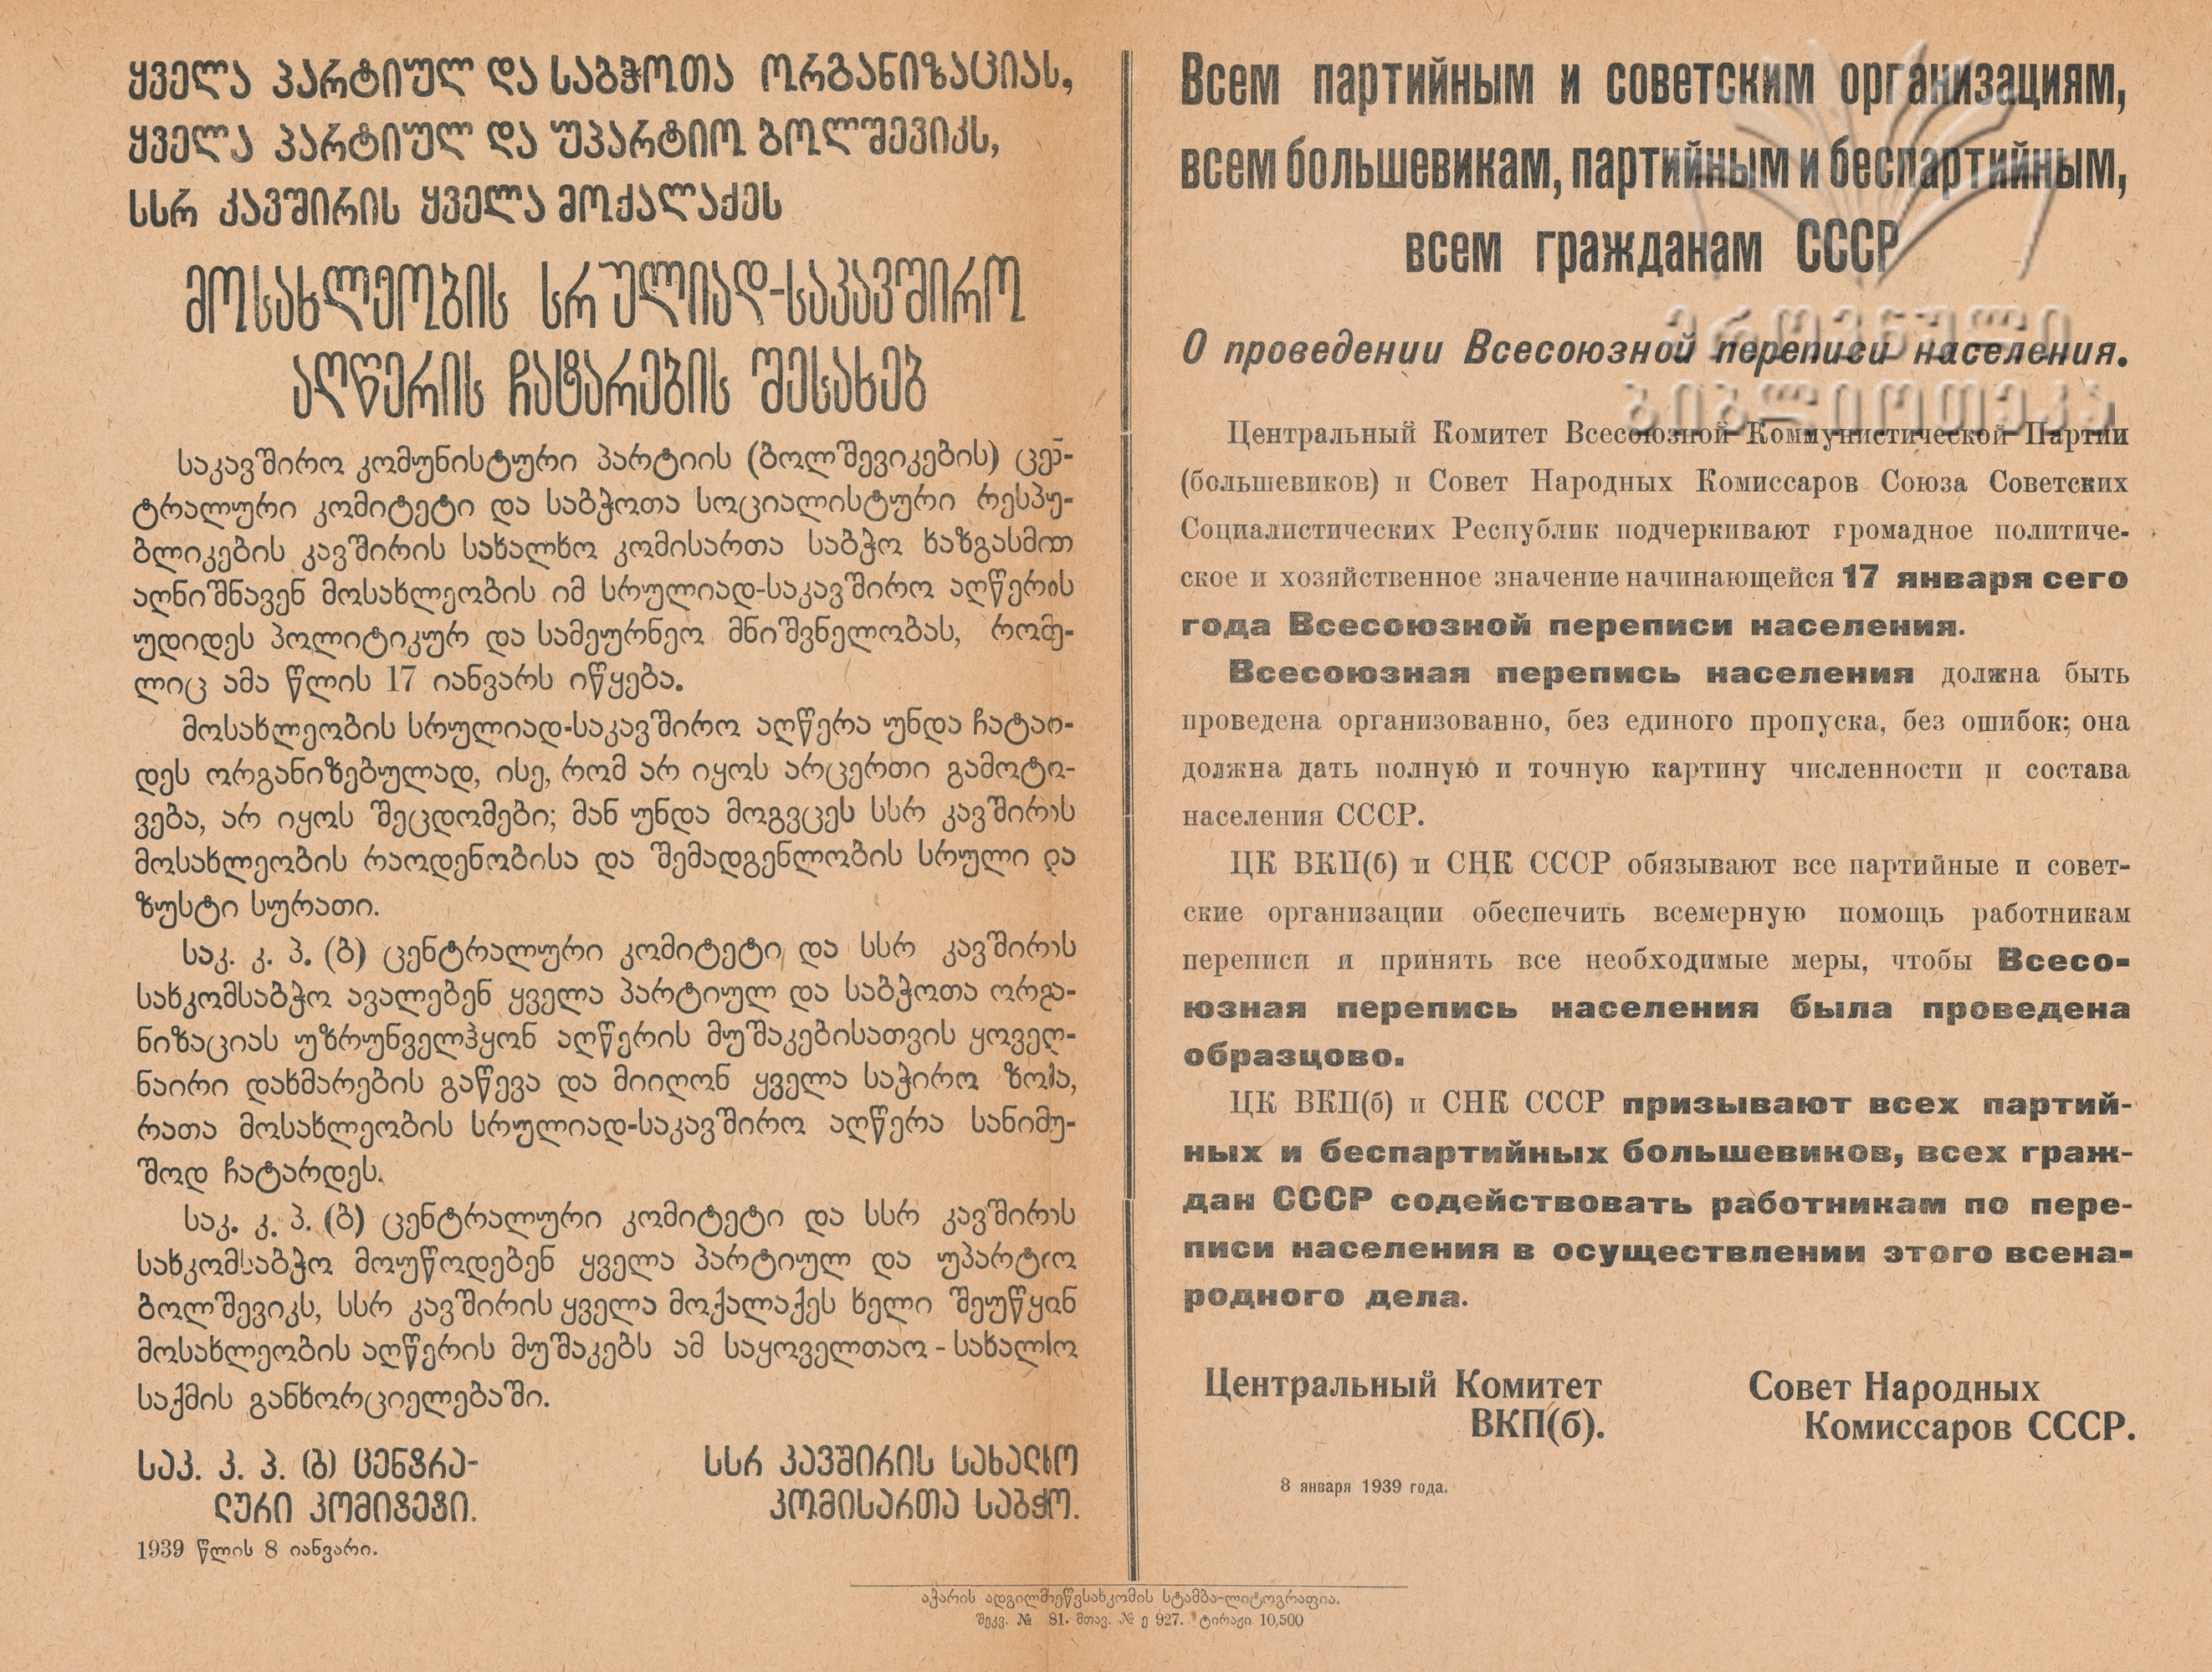 ყველა პარტიულ და საბჭოთა ორგანიზაციას,
ყველა პარტიულ და უპარტიო ბოლშევიკს,
სსრ კავშირის ყველა მოქალაქეს
მოსახლეობის სრულიად-საკავშირო
აღწერის ჩატარების შესახებ
საკავშირო კომუნისტური პარტიის (ბოლშევიკების) ცენ-
ტრალური კომიტეტი და საბჭოთა სოციალისტური რესპუ-
ბლიკების კავშირის სახალხო კომისართა საბჭო ხაზგასმით
აღნიშნავენ მოსახლეობის იმ სრულიად-საკავშირო აღწერის
უდიდეს პოლიტიკურ და სამეურნეო მნიშვნელობას, რომე-
ლიც ამა წლის 17 იანვარს იწყება.
მოსახლეობის სრულიად-საკავშირო აღწერა უნდა ჩატარ-
დეს ორგანიზებულად, ისე, რომ არ იყოს არცერთი გამოტო-
ვება, არ იყოს შეცდომები; მან უნდა მოგვცეს სსრ კავშირის
მოსახლეობის რაოდენობისა და შემადგენლობის სრული და
ზუსტი სურათი.
საკ. კ. პ. (ბ) ცენტრალური კომიტეტი და სსრ კავშირის
სახკომსაბჭო ავალებენ ყველა პარტიულ და საბჭოთა ორგა-
ნიზაციას უზრუნველჰყონ აღწერის მუშაკებისათვის ყოველ-
ნაირი დახმარების გაწევა და მიიღონ ყველა საჭირო ზომა,
რათა მოსახლეობის სრულიად-საკავშირო აღწერა სანიმუ-
შოდ ჩატარდეს.
საკ. კ. პ. (ბ) ცენტრალური კომიტეტი და სსრ კავშირის
სახკომსაბჭო მოუწოდებენ ყველა პარტიულ და უპარტიო
ბოლშევიკს, სსრ კავშირის ყველა მოქალაქეს ხელი შეუწყონ
მოსახლეობის აღწერის მუშაკებს ამ საყოველთაო - სახალხო
საქმის განხორციელებაში.
საკ. კ. პ. (ბ) ცენტრა-
ლური კომიტეტი.
სსრ კავშირის სახალხო
კომისართა საბჭო.
1939 წლის 8 იანვარი.
Всем партийным и советским организациям,
всем большевикам, партийным и беспартийным,
всем гражданам СССР
О проведении Всесоюзной переписи населения.
Центральный Комитет Всесоюзной Коммунистической Партии
(большевиков) и Совет Народных Комиссаров Союза Советских
Социалистических Республик подчеркивают громадное политиче-
ское и хозяйственное значение начинающейся 17 января сего
года Всесоюзной переписи населения.
Всесоюзная перепись населения должна быть
проведена организованно, без единого пропуска, без ошибок; она
должна дать полную и точную картину численности и состава
населения СССР.
ЦК ВКП(б) и СНК СССР обязывают все партийные и совет-
ские организации обеспечить всемерную помощь работникам
переписи и принять все необходимые меры, чтобы Всесо-
юзная перепись населения была проведена
образцово.
ЦК ВКП(б) и СНК СССР призывают всех партий-
ных и беспартийных большевиков, всех граж-
дан СССР содействовать работникам по пере-
писи населения в осуществлении этого всена-
родного дела.
Центральный Комитет
ВКП(б).
Совет Народных
Комиссаров СССР.
8 января 1939 года.
ეროვნული
ბიბლიოთეკა
აჭარის ადგილმრეწვსახკომის სტამბა-ლიტოგრაფია.
შეკვ. № 81. მთავ. № ე 927. ტირაჟი 10,500